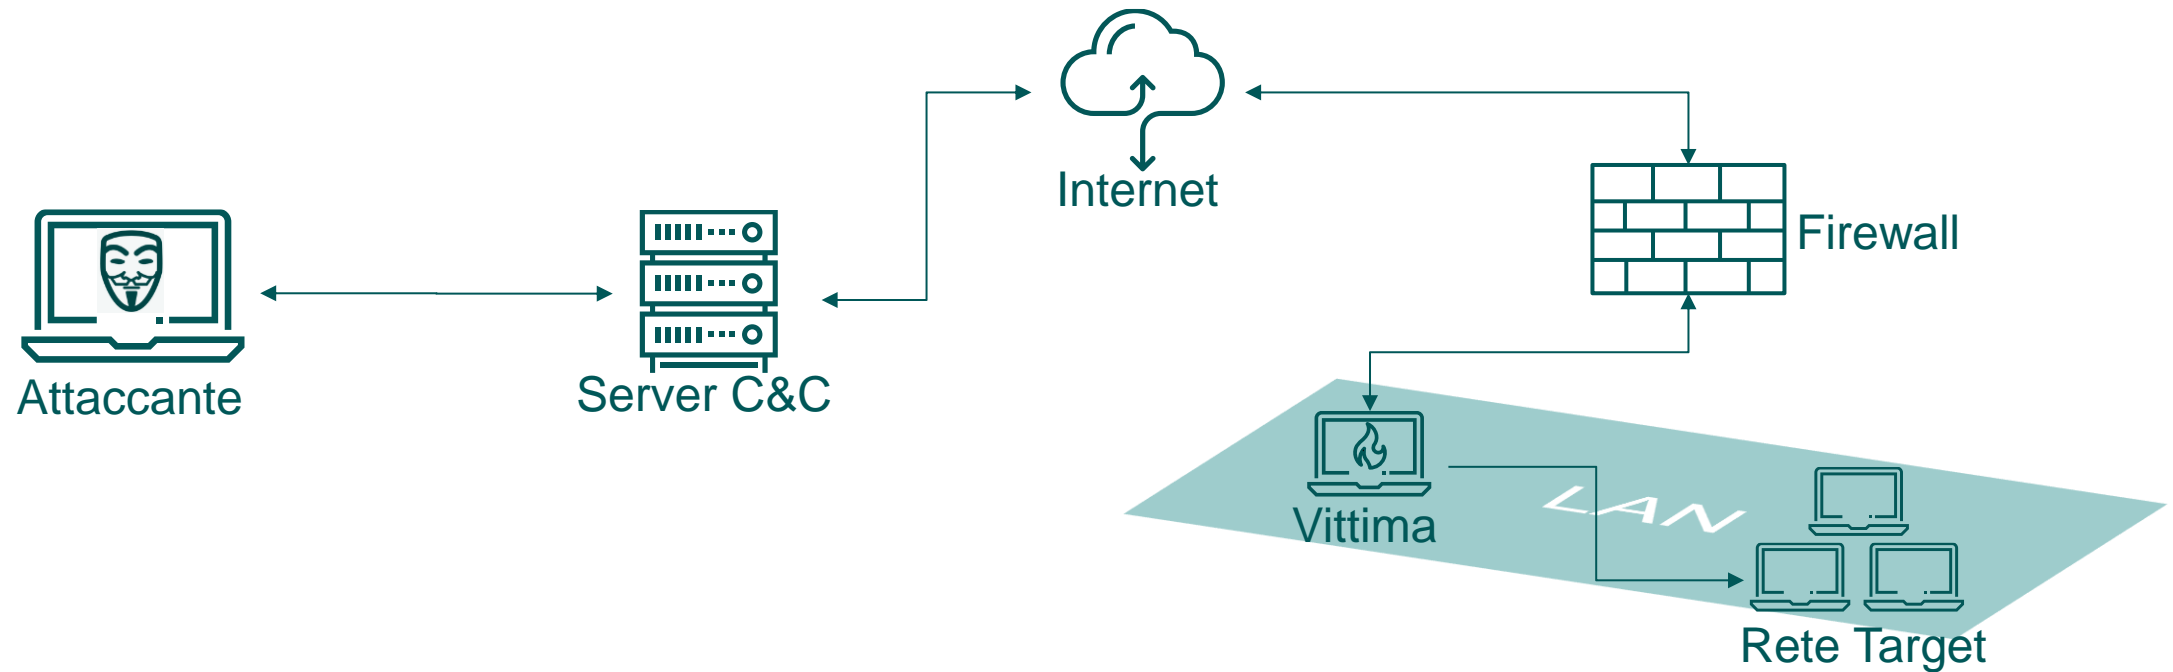 Internet
Firewall
Attaccante
Server C&C
LAN
Vittima
Rete Target